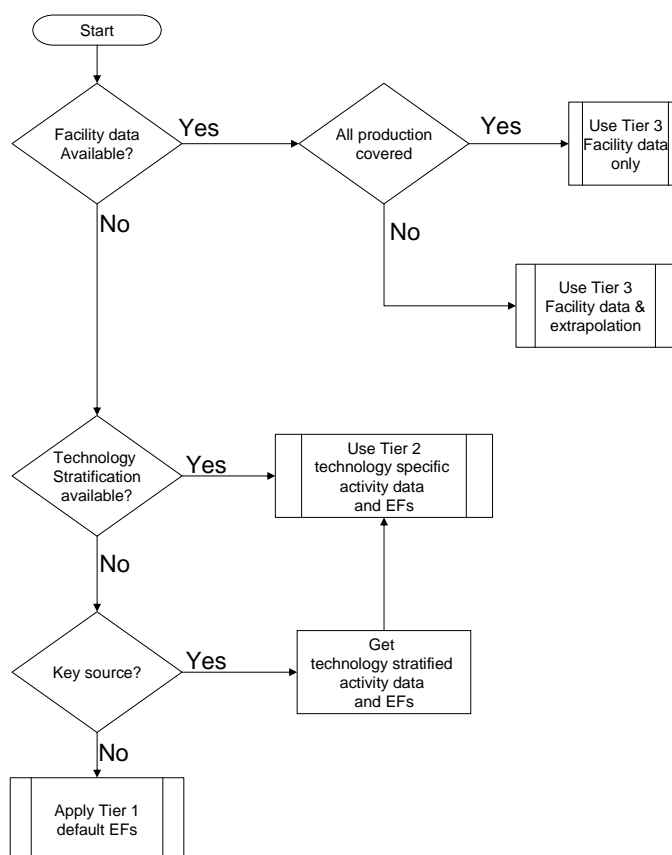 Start
Facility data
Available?
Yes
All production
covered
Yes
Use Tier 3
Facility data
only
No
No
Use Tier 3
Facility data &
extrapolation
Technology
Stratification
available?
Yes
Use Tier 2
technology specific
activity data
and EFs
No
Key source?
Yes
Get
technology stratified
activity data
and EFs
No
Apply Tier 1
default EFs